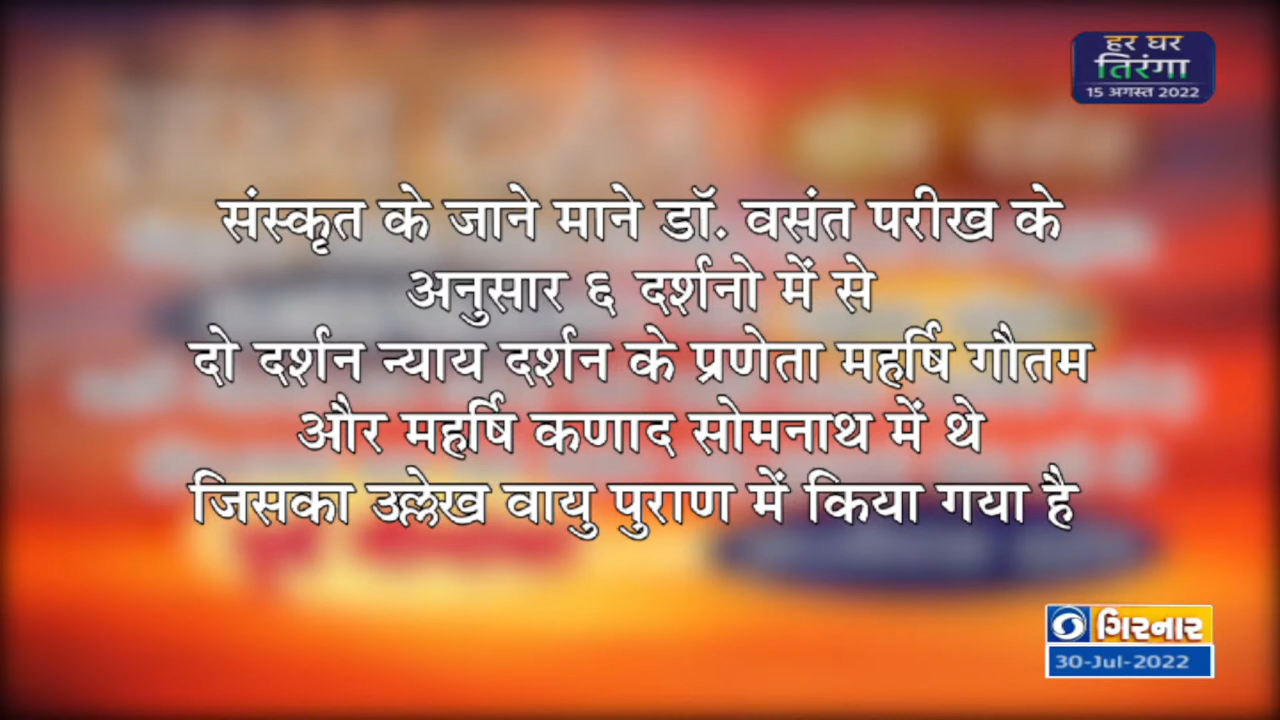 हर घर
तिरंगा
15 अगस्त 2022
संस्कृत के जाने माने डॉ. वसंत परीख के
अनुसार ६ दर्शनो में से
दो दर्शन न्याय दर्शन के प्रणेता महर्षि गौतम
और महर्षि कणाद सोमनाथ में थे
जिसका उल्लेख वायु पुराण में किया गया है
ગિરનાર
30-Jul-2022